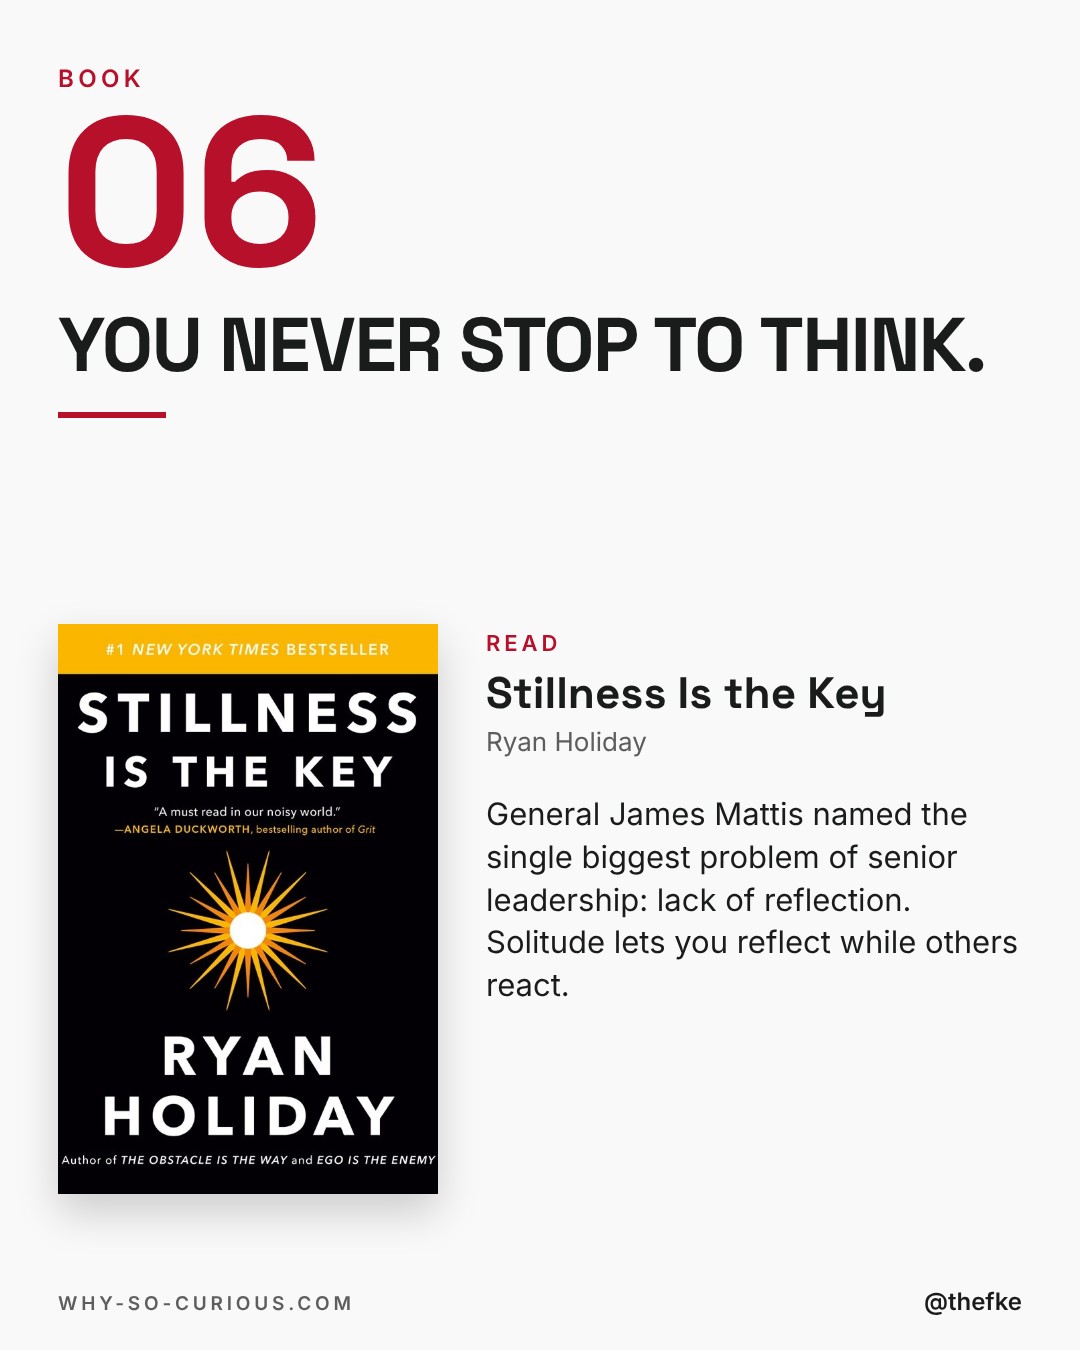 BOOK
06
YOU NEVER STOP TO THINK.
#1 NEW YORK TIMES BESTSELLER
STILLNESS
IS THE KEY
“A must read in our noisy world.”
—ANGELA DUCKWORTH, bestselling author of Grit
RYAN
HOLIDAY
Author of THE OBSTACLE IS THE WAY and EGO IS THE ENEMY
READ
Stillness Is the Key
Ryan Holiday
General James Mattis named the
single biggest problem of senior
leadership: lack of reflection.
Solitude lets you reflect while others
react.
WHY-SO-CURIOUS.COM
@thefke